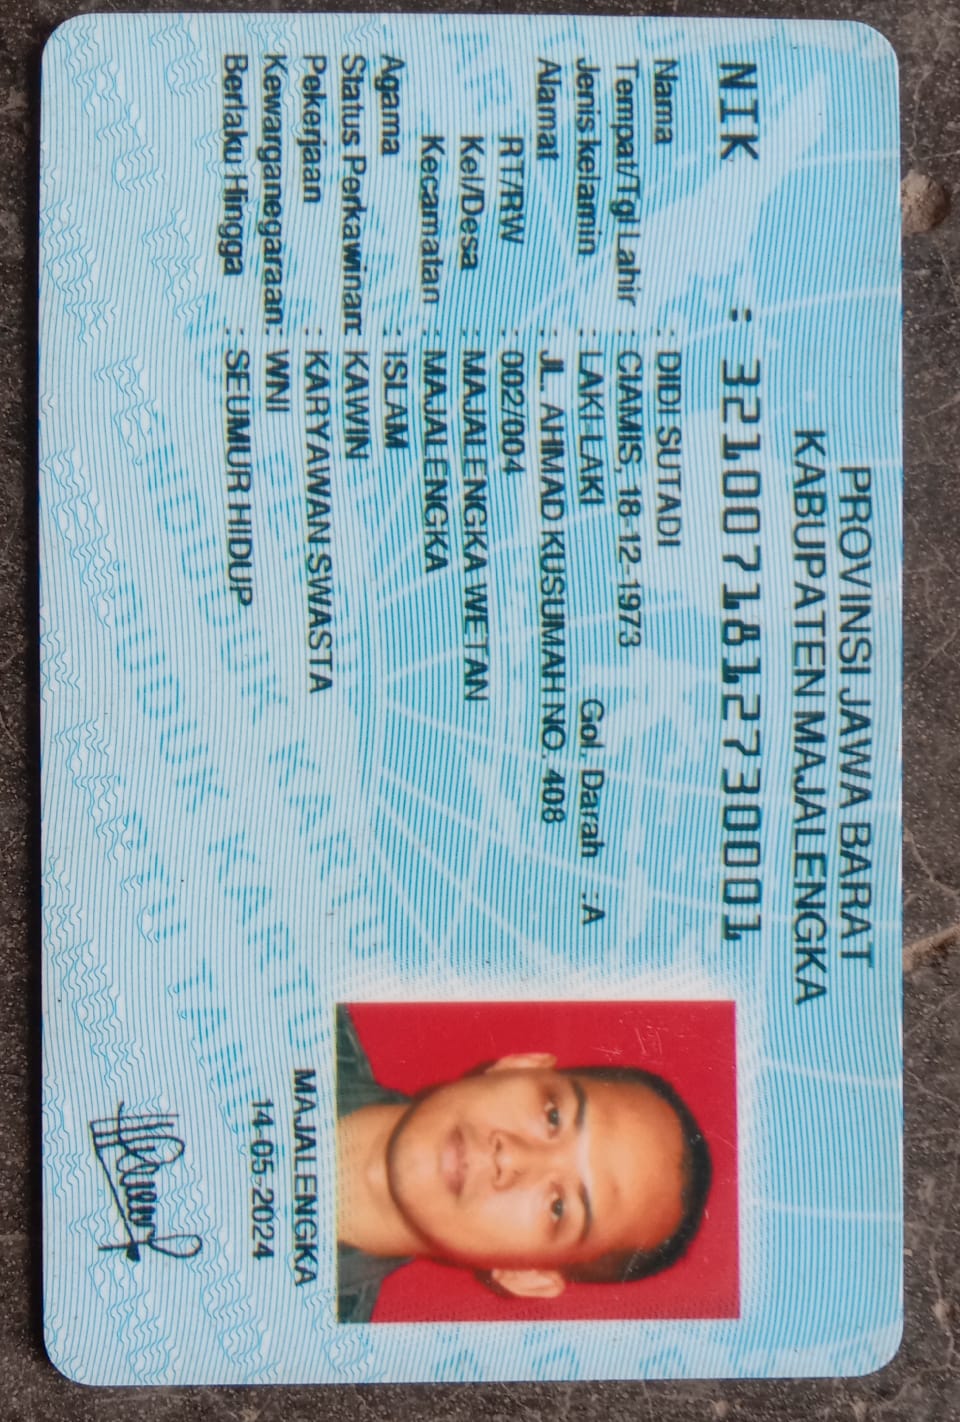 PROVINSI JAWA BARAT
KABUPATEN MAJALENGKA
NIK : 3210071812730001
Nama : DIDI SUTADI
Tempat/Tgl Lahir : CIAMIS, 18-12-1973
Jenis kelamin : LAKI-LAKI Gol. Darah :A
Alamat : JL. AHMAD KUSUMAH NO. 408
RT/RW : 002/004
Kel/Desa : MAJALENGKA WETAN
Kecamatan : MAJALENGKA
Agama : ISLAM
Status Perkawinan: KAWIN
Pekerjaan : KARYAWAN SWASTA
Kewarganegaraan: WNI
Berlaku Hingga : SEUMUR HIDUP
MAJALENGKA
14-05-2024